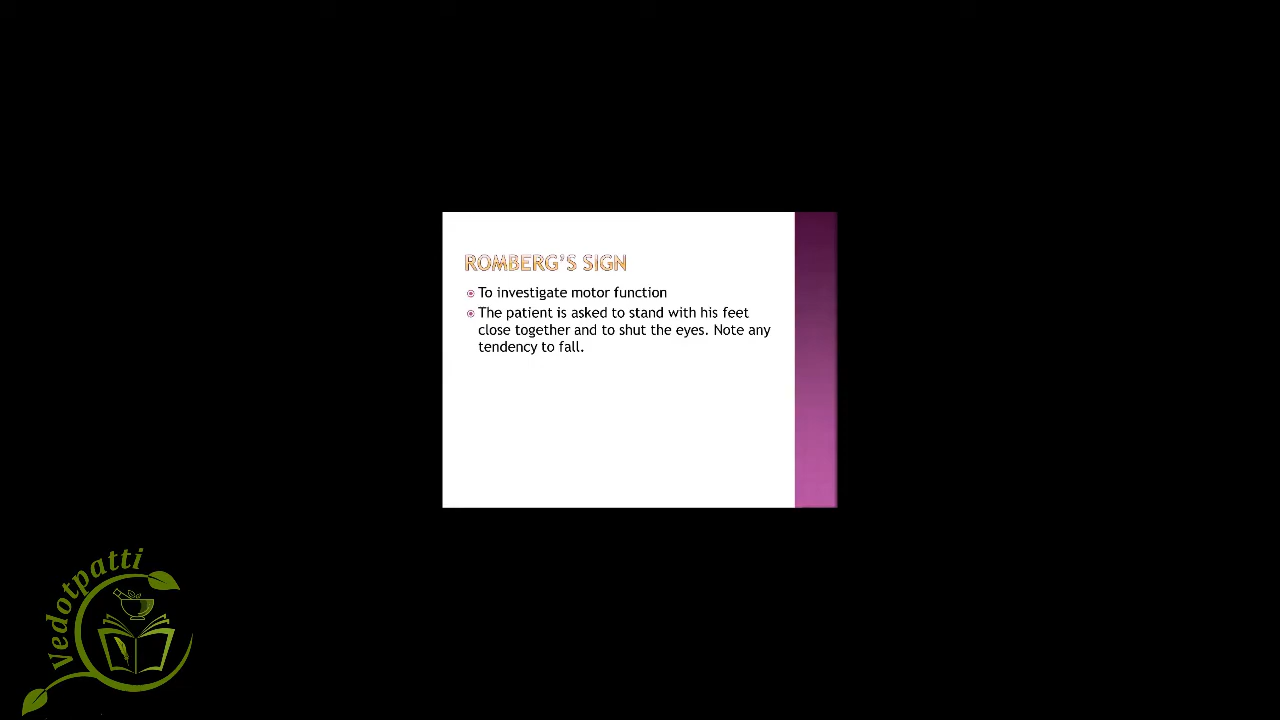 ROMBERG'S SIGN
To investigate motor function
The patient is asked to stand with his feet
close together and to shut the eyes. Note any
tendency to fall.
vedotpatti